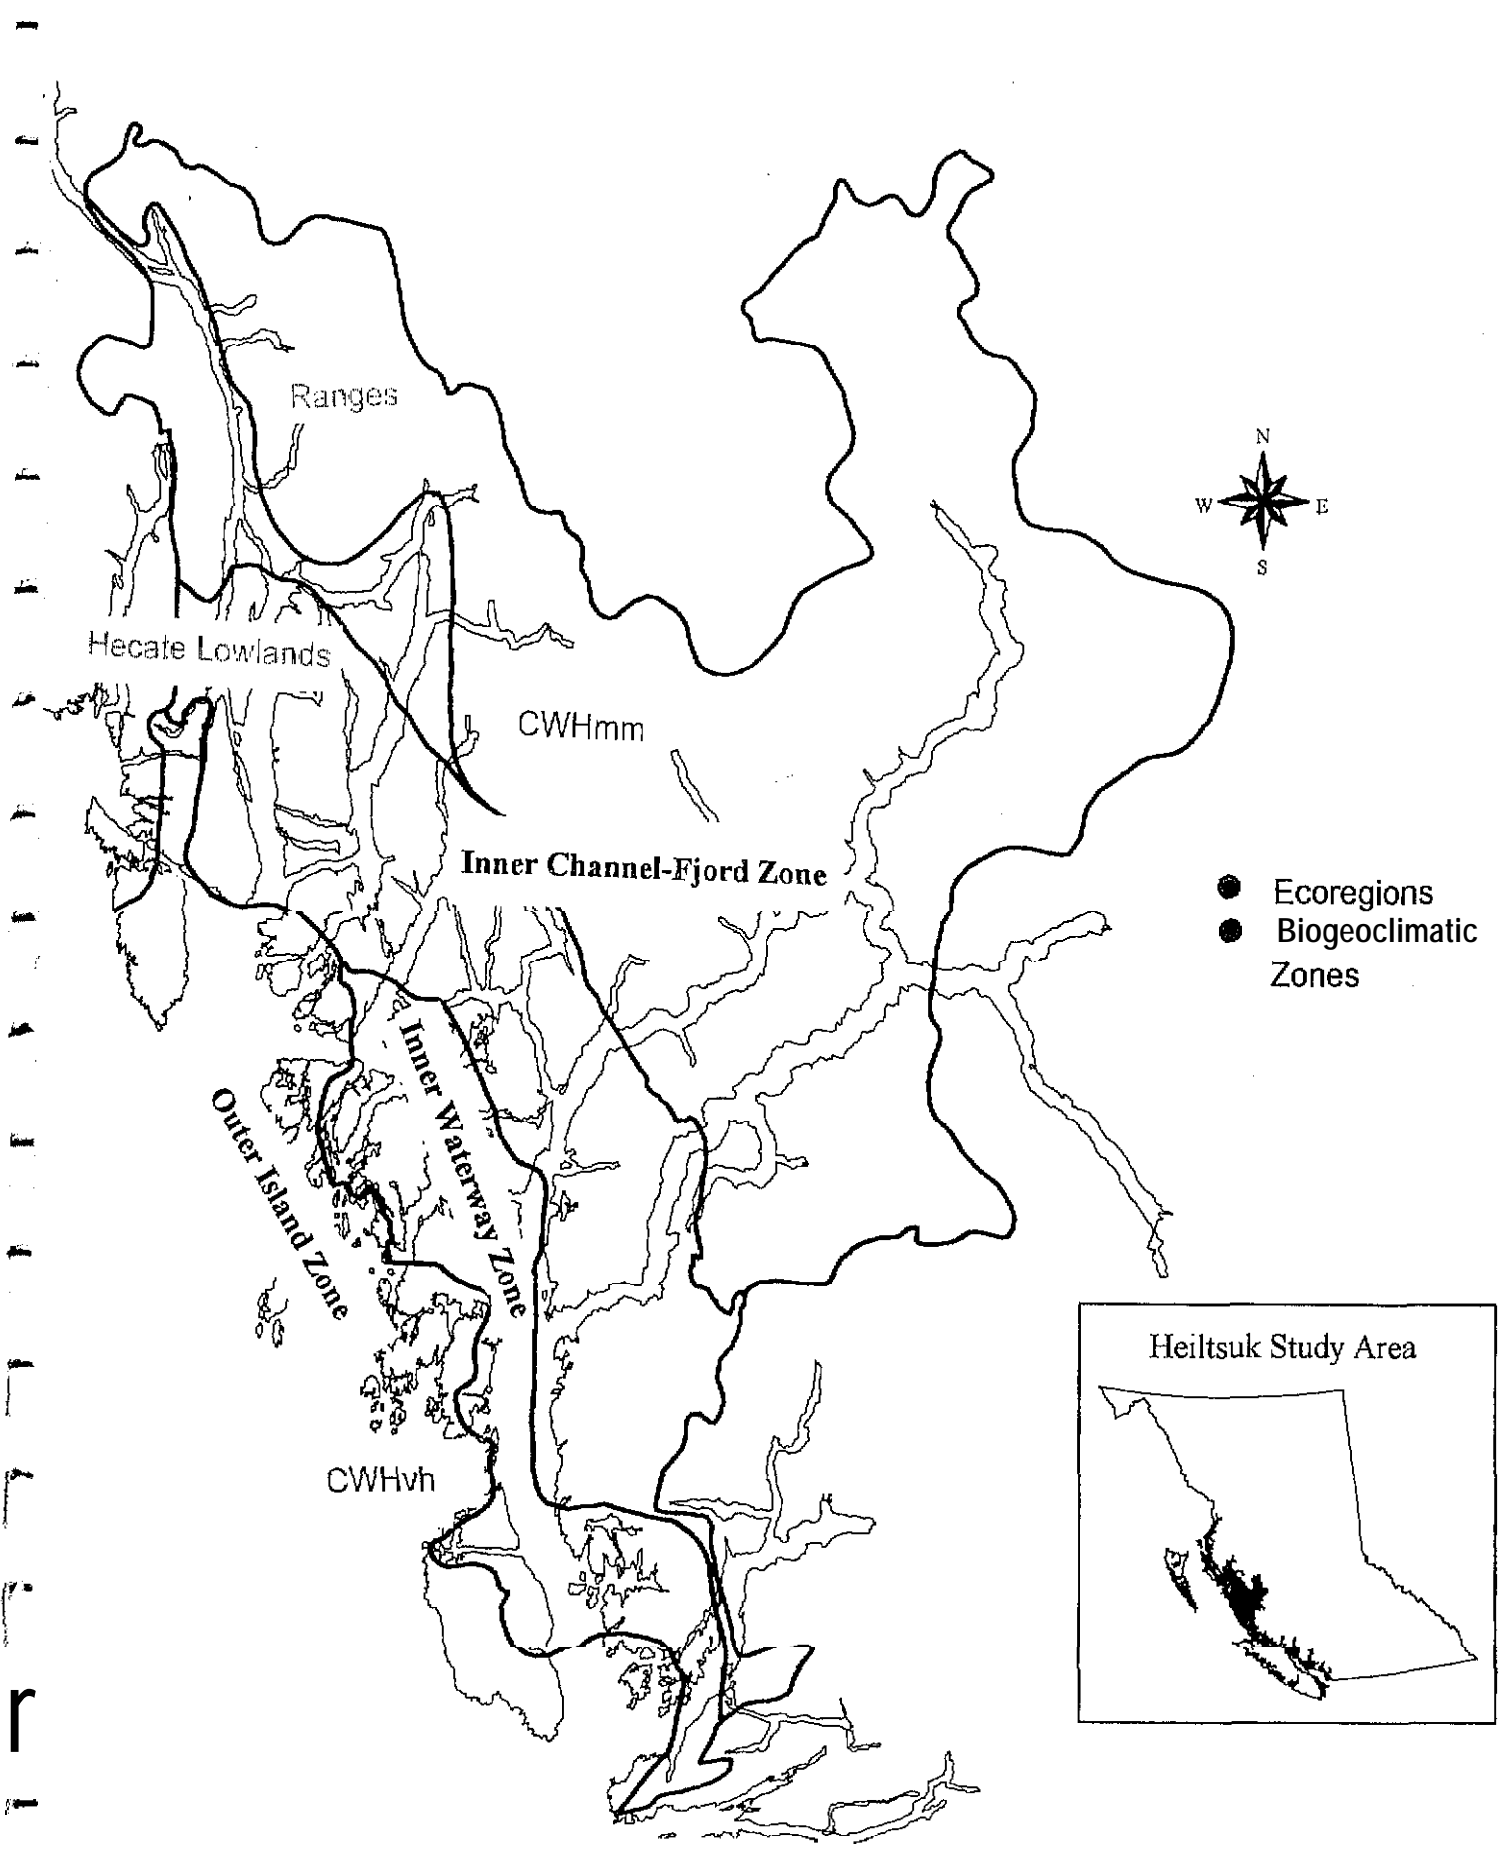 Ranges
N
W E
S
Hecate Lowlands
CWHmm
Inner Channel-Fjord Zone
Ecoregions
Biogeoclimatic
Zones
Inner Waterway Zone
Outer Island Zone
Heiltsuk Study Area
CWHvh
r